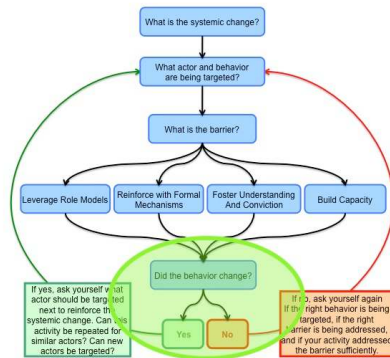 What is the systemic change?
What actor and behavior
are being targeted?
What is the barrier?
Leverage Role Models
Reinforce with Formal
Mechanisms
Foster Understanding
And Conviction
Build Capacity
Did the behavior change?
Yes
No
If yes, ask yourself what
actor should be targeted
next to reinforce the
systemic change. Can this
activity be repeated for
similar actors? Can new
actors be targeted?
If no, ask yourself again
if the right behavior is being
targeted, if the right
barrier is being addressed,
and if your activity addressed
the barrier sufficiently.